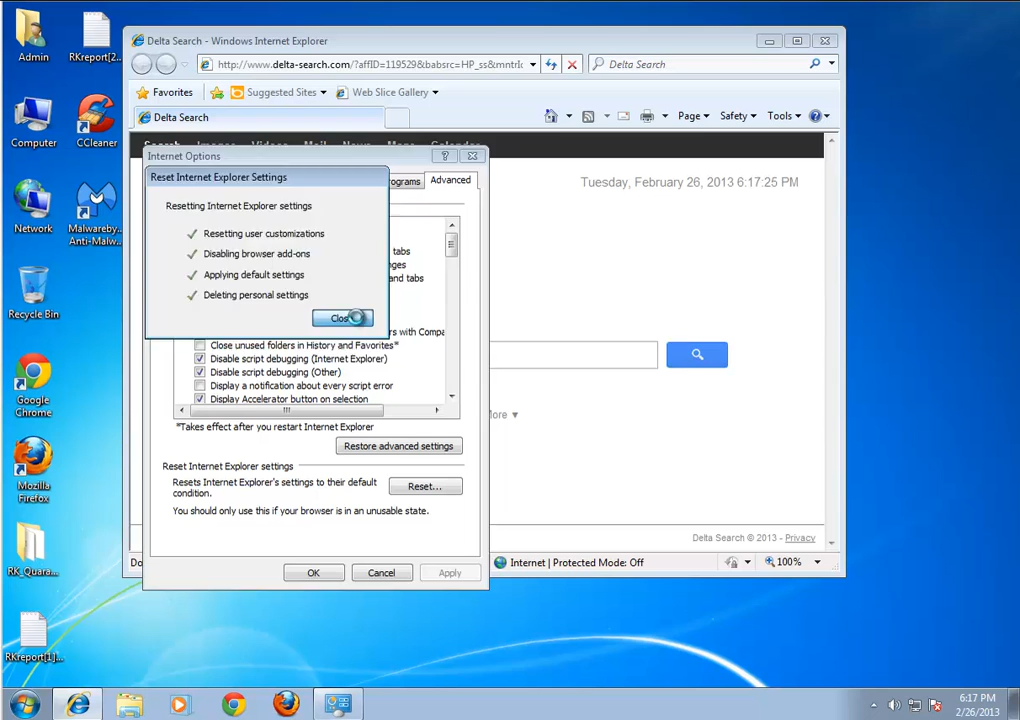 Admin
RKreport[2...
Computer
CCleaner
Network
Malwareby...
Anti-Malw...
Recycle Bin
Google
Chrome
Mozilla
Firefox
RK_Quara...
RKreport[1]...
Delta Search - Windows Internet Explorer
http://www.delta-search.com/?affID=119529&babsrc=HP_ss&mntrId
Delta Search
Favorites
Suggested Sites
Web Slice Gallery
Delta Search
Page
Safety
Tools
Tuesday, February 26, 2013 6:17:25 PM
Internet Options
Advanced
Reset Internet Explorer Settings
Resetting Internet Explorer settings
Resetting user customizations
Disabling browser add-ons
Applying default settings
Deleting personal settings
Clos
tabs
and tabs
Close unused folders in History and Favorites*
Disable script debugging (Internet Explorer)
Disable script debugging (Other)
Display a notification about every script error
Display Accelerator button on selection
*Takes effect after you restart Internet Explorer
Restore advanced settings
Reset Internet Explorer settings
Resets Internet Explorer's settings to their default
condition.
Reset...
You should only use this if your browser is in an unusable state.
OK
Cancel
Apply
Delta Search © 2013 - Privacy
Internet | Protected Mode: Off
100%
6:17 PM
2/26/2013